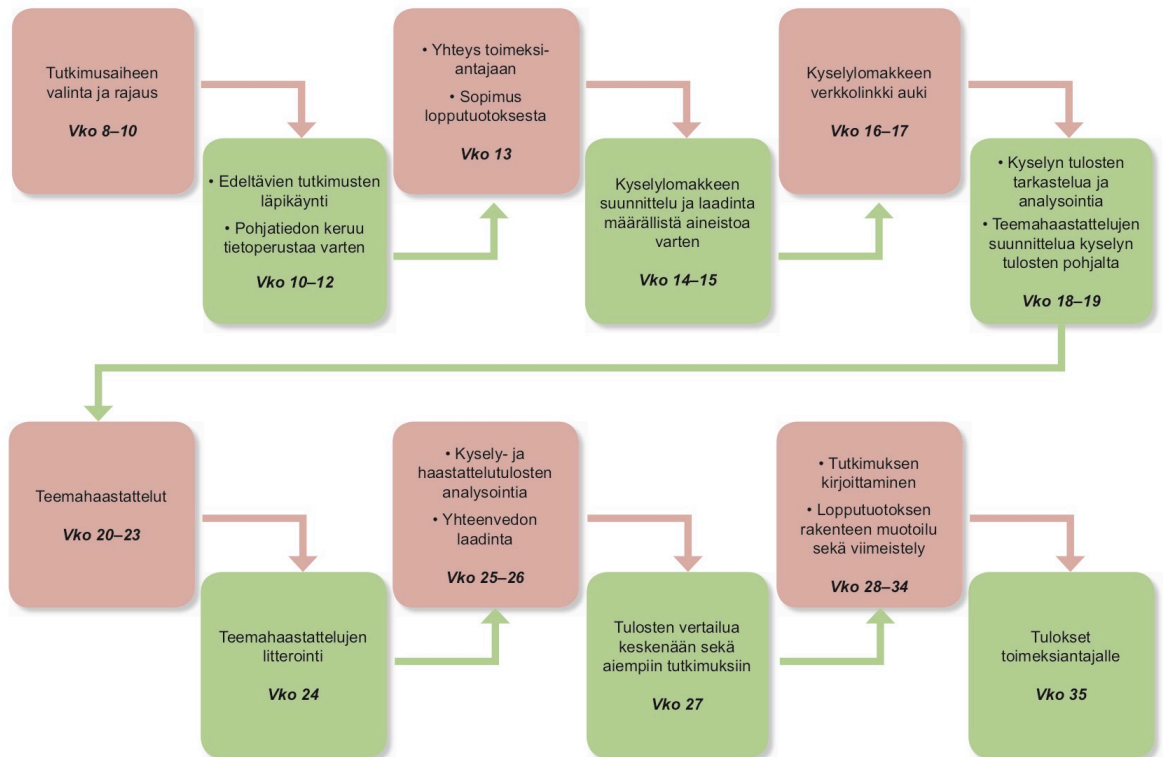 Tutkimusaiheen
valinta ja rajaus
Vko 8–10
• Edeltävien tutkimusten
läpikäynti
• Pohjatiedon keruu
tietoperustaa varten
Vko 10–12
• Yhteys toimeksi-
antajaan
• Sopimus
lopputuotoksesta
Vko 13
Kyselylomakkeen
suunnittelu ja laadinta
määrällistä aineistoa
varten
Vko 14–15
Kyselylomakkeen
verkkolinkki auki
Vko 16–17
• Kyselyn tulosten
tarkastelua ja
analysointia
• Teemahaastattelujen
suunnittelua kyselyn
tulosten pohjalta
Vko 18–19
Teemahaastattelut
Vko 20–23
Teemahaastattelujen
litterointi
Vko 24
• Kysely- ja
haastattelutulosten
analysointia
• Yhteenvedon
laadinta
Vko 25–26
Tulosten vertailua
keskenään sekä
aiempiin tutkimuksiin
Vko 27
• Tutkimuksen
kirjoittaminen
• Lopputuotoksen
rakenteen muotoilu
sekä viimeistely
Vko 28–34
Tulokset
toimeksiantajalle
Vko 35